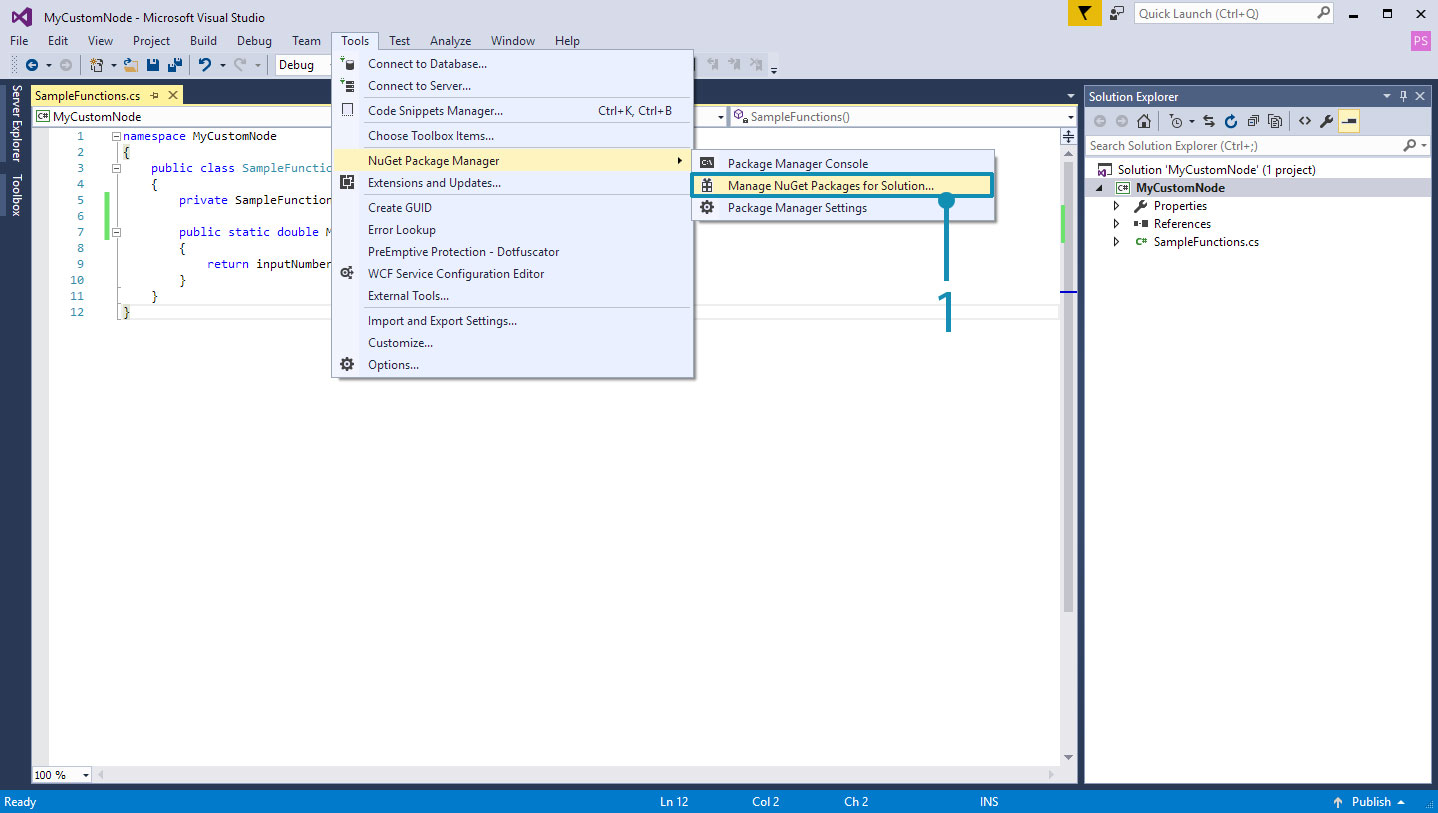 MyCustomNode - Microsoft Visual Studio
Quick Launch (Ctrl+Q)
File Edit View Project Build Debug Team Tools Test Analyze Window Help
PS
Debug
Server Explorer
Toolbox
SampleFunctions.cs
MyCustomNode
SampleFunctions()
1 namespace MyCustomNode
2 {
3 public class SampleFunctio
4 {
5 private SampleFunction
6
7 public static double M
8 {
9 return inputNumber
10 }
11 }
12 }
Connect to Database...
Connect to Server...
Code Snippets Manager... Ctrl+K, Ctrl+B
Choose Toolbox Items...
NuGet Package Manager
Extensions and Updates...
Create GUID
Error Lookup
PreEmptive Protection - Dotfuscator
WCF Service Configuration Editor
External Tools...
Import and Export Settings...
Customize...
Options...
C:\ Package Manager Console
Manage NuGet Packages for Solution...
Package Manager Settings
1
Solution Explorer
Search Solution Explorer (Ctrl+;)
Solution 'MyCustomNode' (1 project)
C# MyCustomNode
Properties
References
C# SampleFunctions.cs
100 %
Ready Ln 12 Col 2 Ch 2 INS Publish